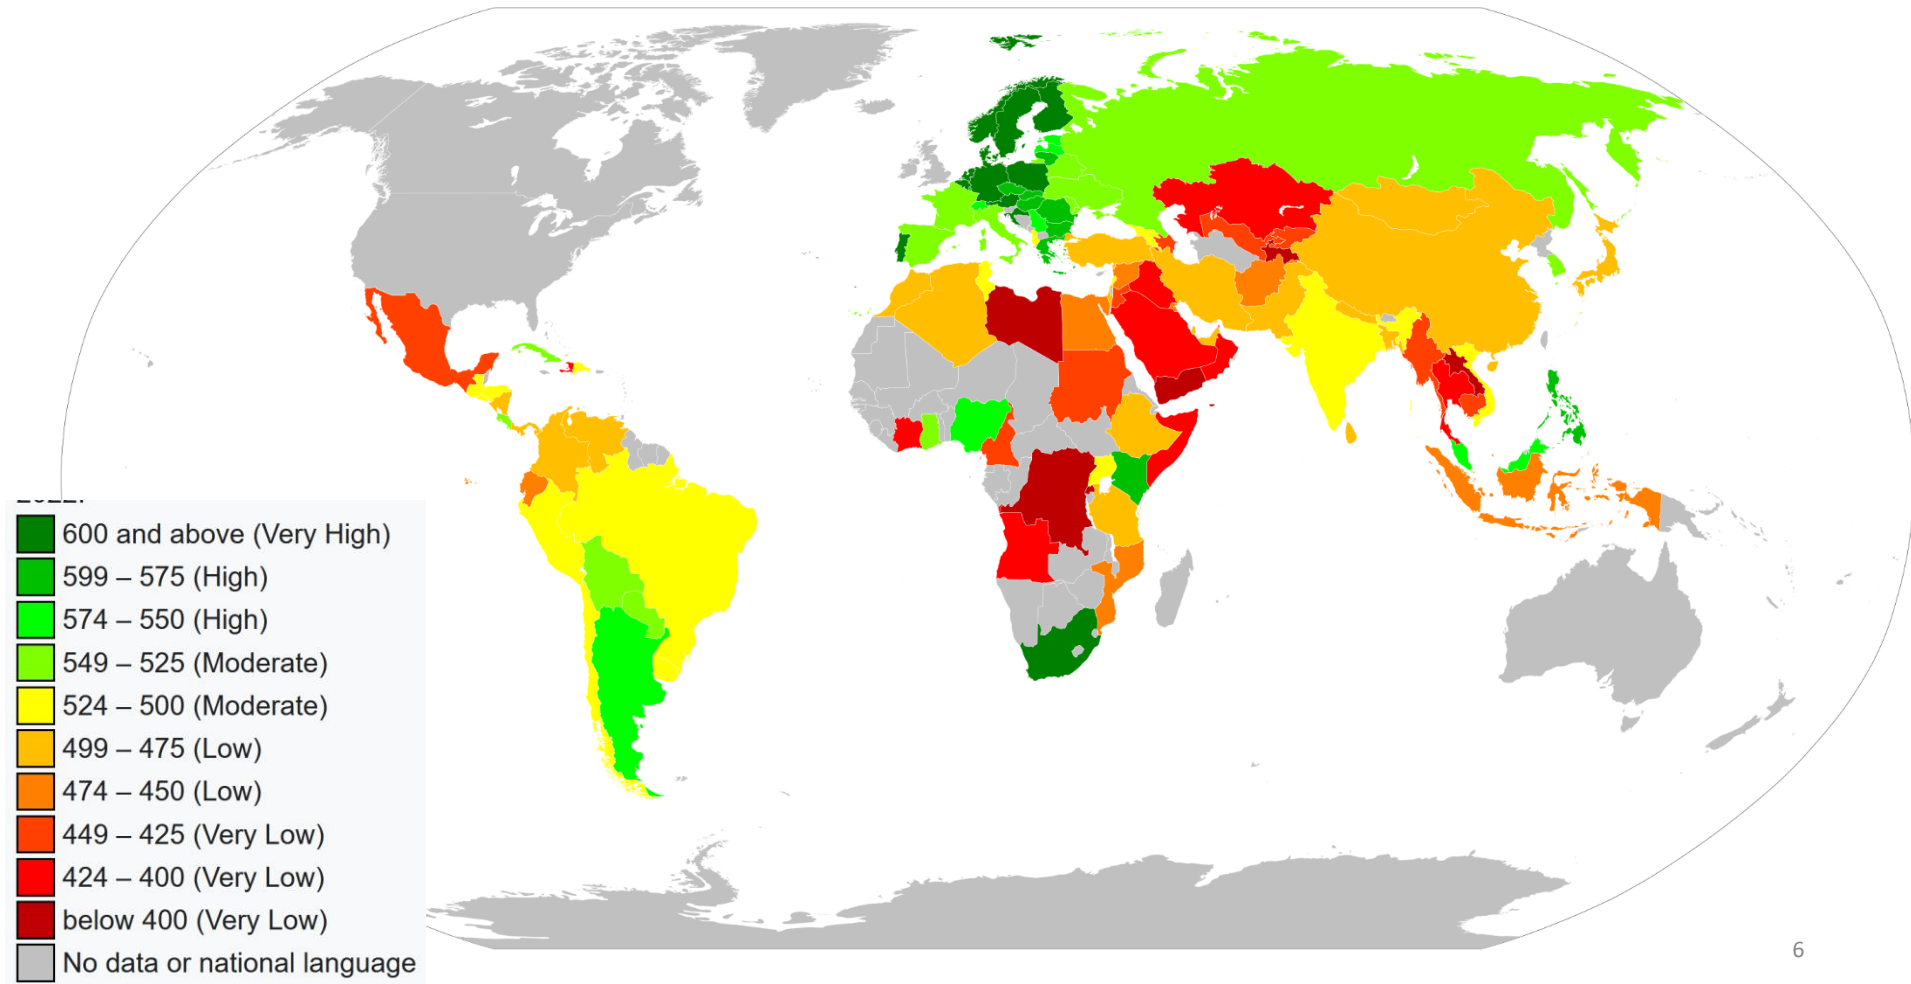 600 and above (Very High)
599 – 575 (High)
574 – 550 (High)
549 – 525 (Moderate)
524 – 500 (Moderate)
499 – 475 (Low)
474 – 450 (Low)
449 – 425 (Very Low)
424 – 400 (Very Low)
below 400 (Very Low)
No data or national language
6